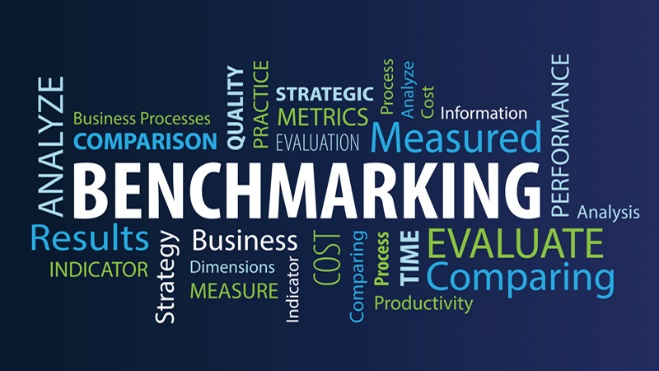 ANALYZE
Business Processes
COMPARISON
QUALITY
PRACTICE
STRATEGIC
METRICS
EVALUATION
Process
Analyze
Cost
Information
Measured
PERFORMANCE
BENCHMARKING
Analysis
Results
INDICATOR
Strategy
Business
Dimensions
MEASURE
Indicator
COST
Comparing
Process
TIME
EVALUATE
Comparing
Productivity